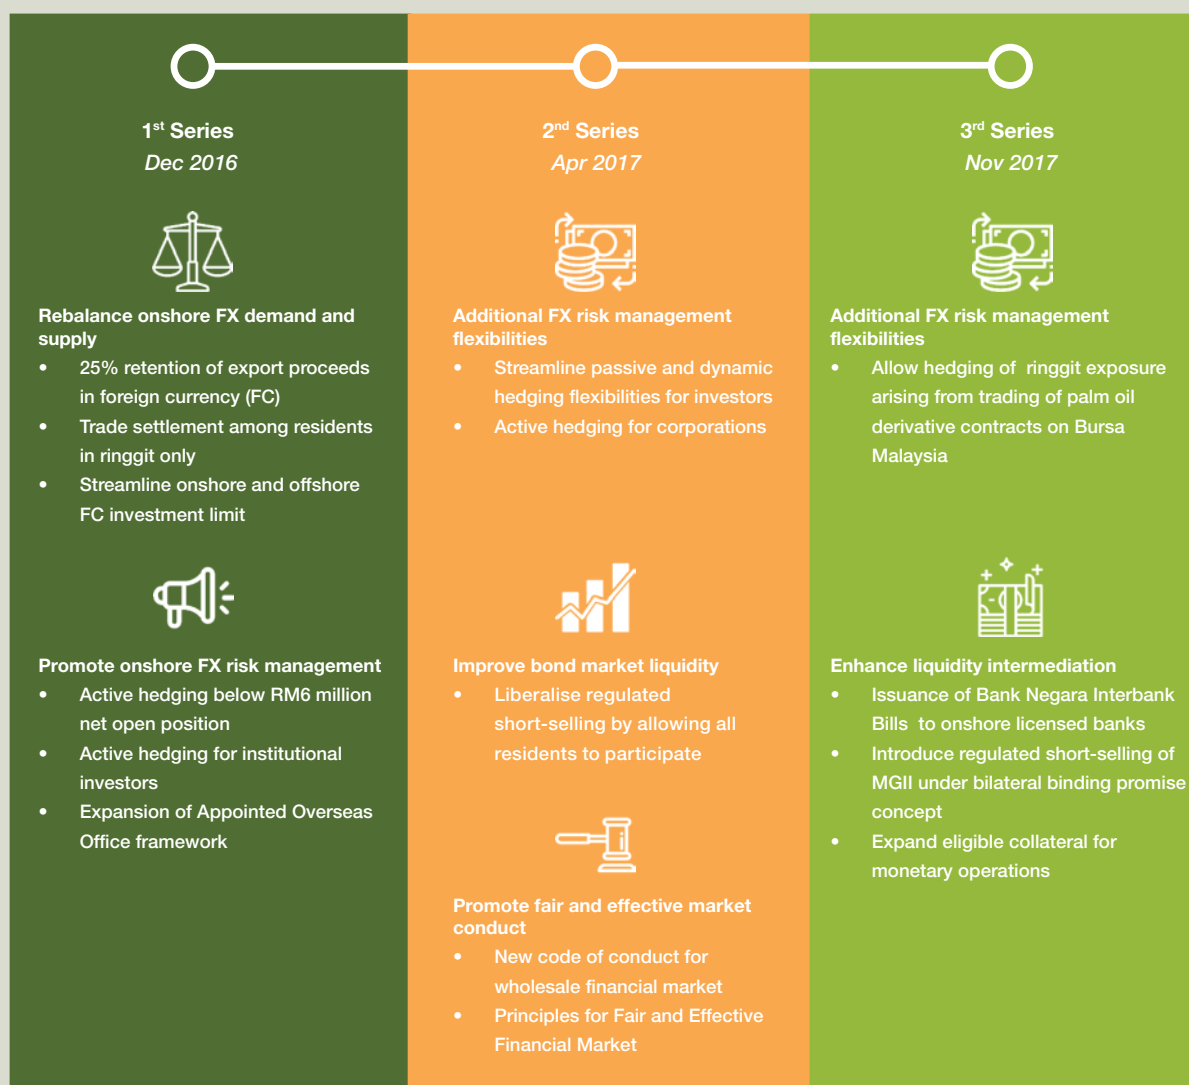 1st Series
Dec 2016
Rebalance onshore FX demand and
supply
• 25% retention of export proceeds
in foreign currency (FC)
• Trade settlement among residents
in ringgit only
• Streamline onshore and offshore
FC investment limit
Promote onshore FX risk management
• Active hedging below RM6 million
net open position
• Active hedging for institutional
investors
• Expansion of Appointed Overseas
Office framework
2nd Series
Apr 2017
Additional FX risk management
flexibilities
• Streamline passive and dynamic
hedging flexibilities for investors
• Active hedging for corporations
Improve bond market liquidity
• Liberalise regulated
short-selling by allowing all
residents to participate
Promote fair and effective market
conduct
• New code of conduct for
wholesale financial market
• Principles for Fair and Effective
Financial Market
3rd Series
Nov 2017
Additional FX risk management
flexibilities
• Allow hedging of ringgit exposure
arising from trading of palm oil
derivative contracts on Bursa
Malaysia
Enhance liquidity intermediation
• Issuance of Bank Negara Interbank
Bills to onshore licensed banks
• Introduce regulated short-selling of
MGII under bilateral binding promise
concept
• Expand eligible collateral for
monetary operations